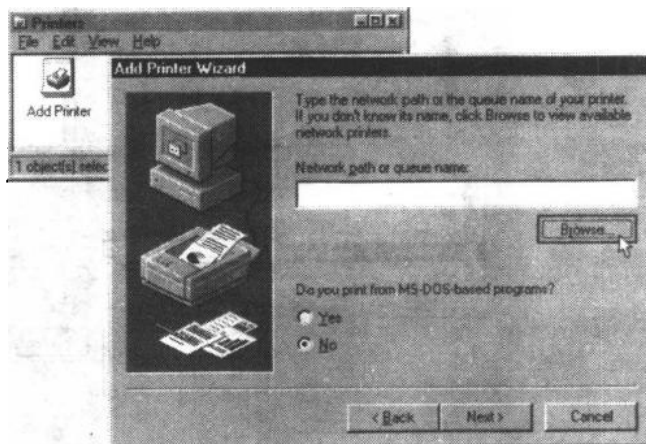 Printers
File Edit View Help
Add Printer
1 object(s) selec
Add Printer Wizard
Type the network path or the queue name of your printer.
If you don't know its name, click Browse to view available
network printers.
Network path or queue name:
Browse...
Do you print from MS-DOS-based programs?
Yes
No
< Back
Next >
Cancel